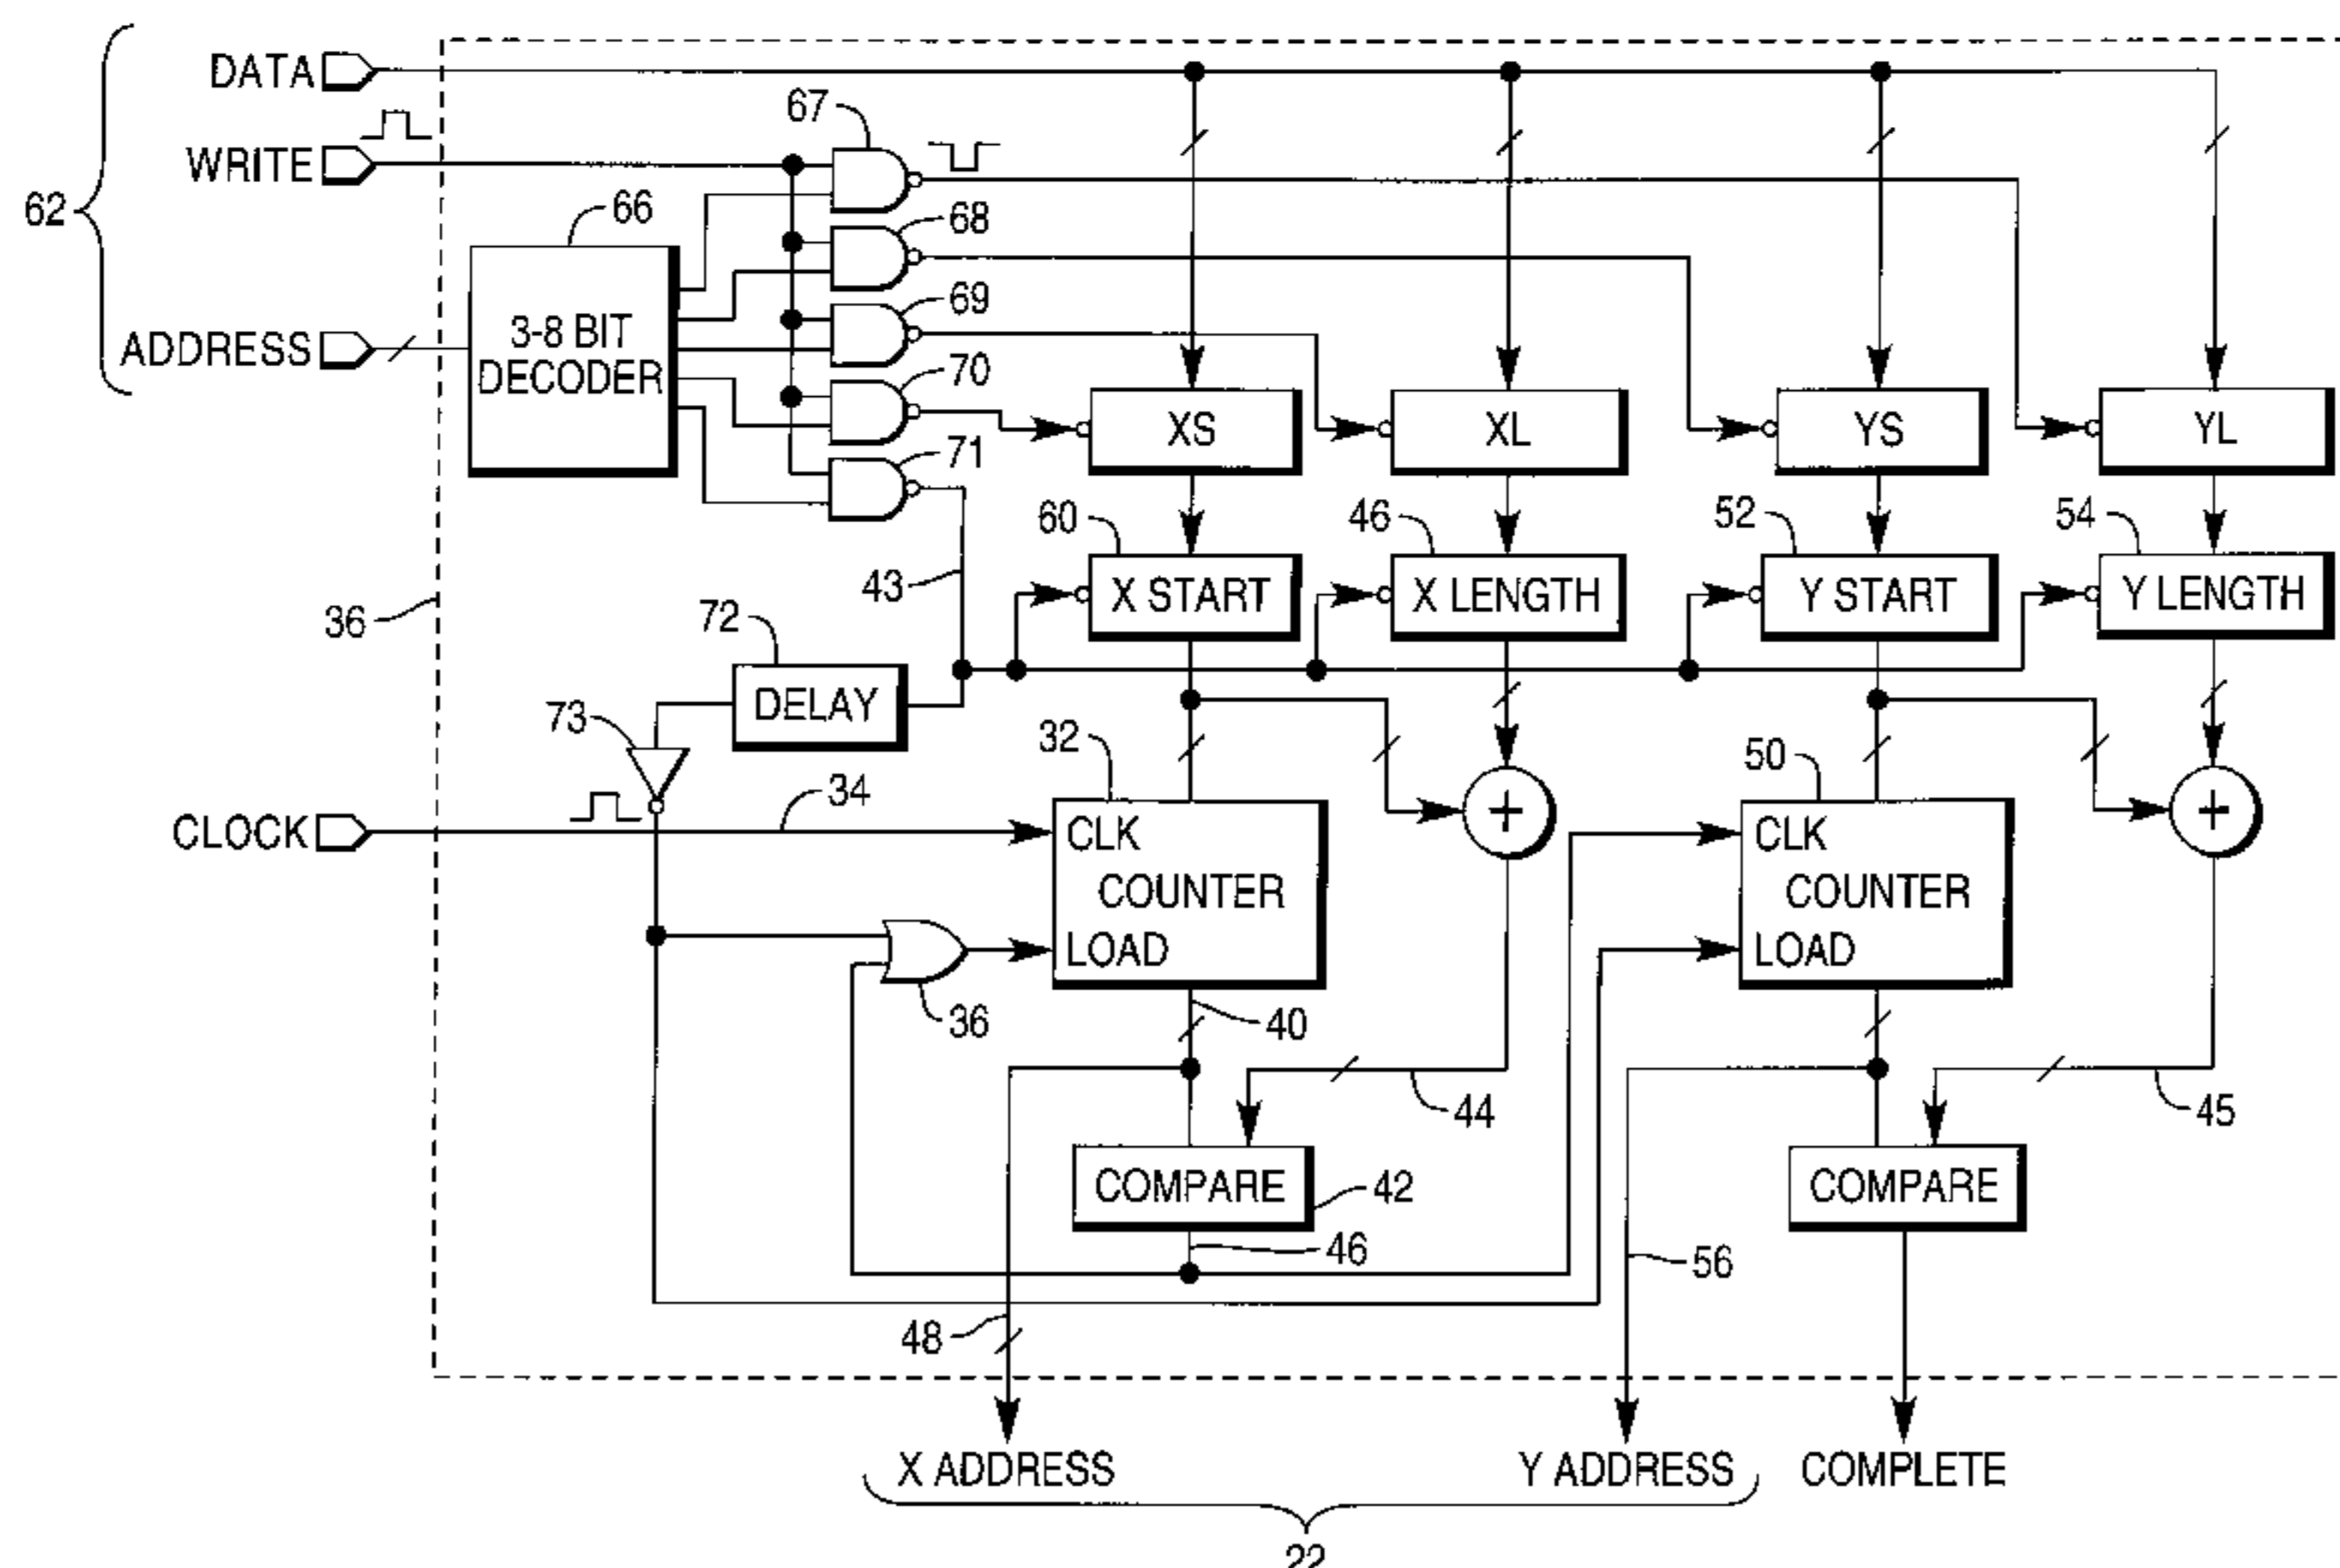 DATA
67
WRITE
62
66
68
69
3-8 BIT
DECODER
ADDRESS
70
XS
XL
YS
YL
71
60
46
52
54
43
X START
X LENGTH
Y START
Y LENGTH
36
72
DELAY
73
32
50
34
CLOCK
CLK
COUNTER
LOAD
CLK
COUNTER
LOAD
+
+
36
40
44
45
COMPARE
42
COMPARE
46
56
48
X ADDRESS
Y ADDRESS
COMPLETE
22